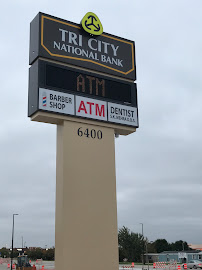 TRI CITY
NATIONAL BANK
ATM
BARBER
SHOP
ATM
DENTIST
6400